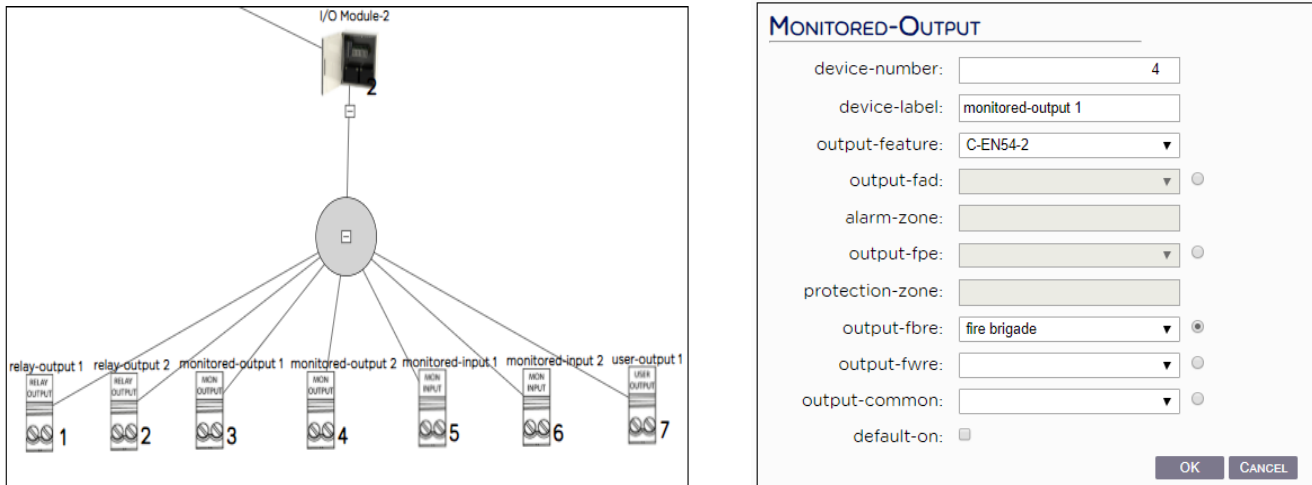 I/O Module-2
2
relay-output 1
relay-output 2
monitored-output 1
monitored-output 2
monitored-input 1
monitored-input 2
user-output 1
RELAY
OUTPUT
RELAY
OUTPUT
MON
OUTPUT
MON
OUTPUT
MON
INPUT
MON
INPUT
USER
OUTPUT
1
2
3
4
5
6
7
MONITORED-OUTPUT
device-number: 4
device-label: monitored-output 1
output-feature: C-EN54-2
output-fad:
alarm-zone:
output-fpe:
protection-zone:
output-fbre: fire brigade
output-fwre:
output-common:
default-on:
OK CANCEL